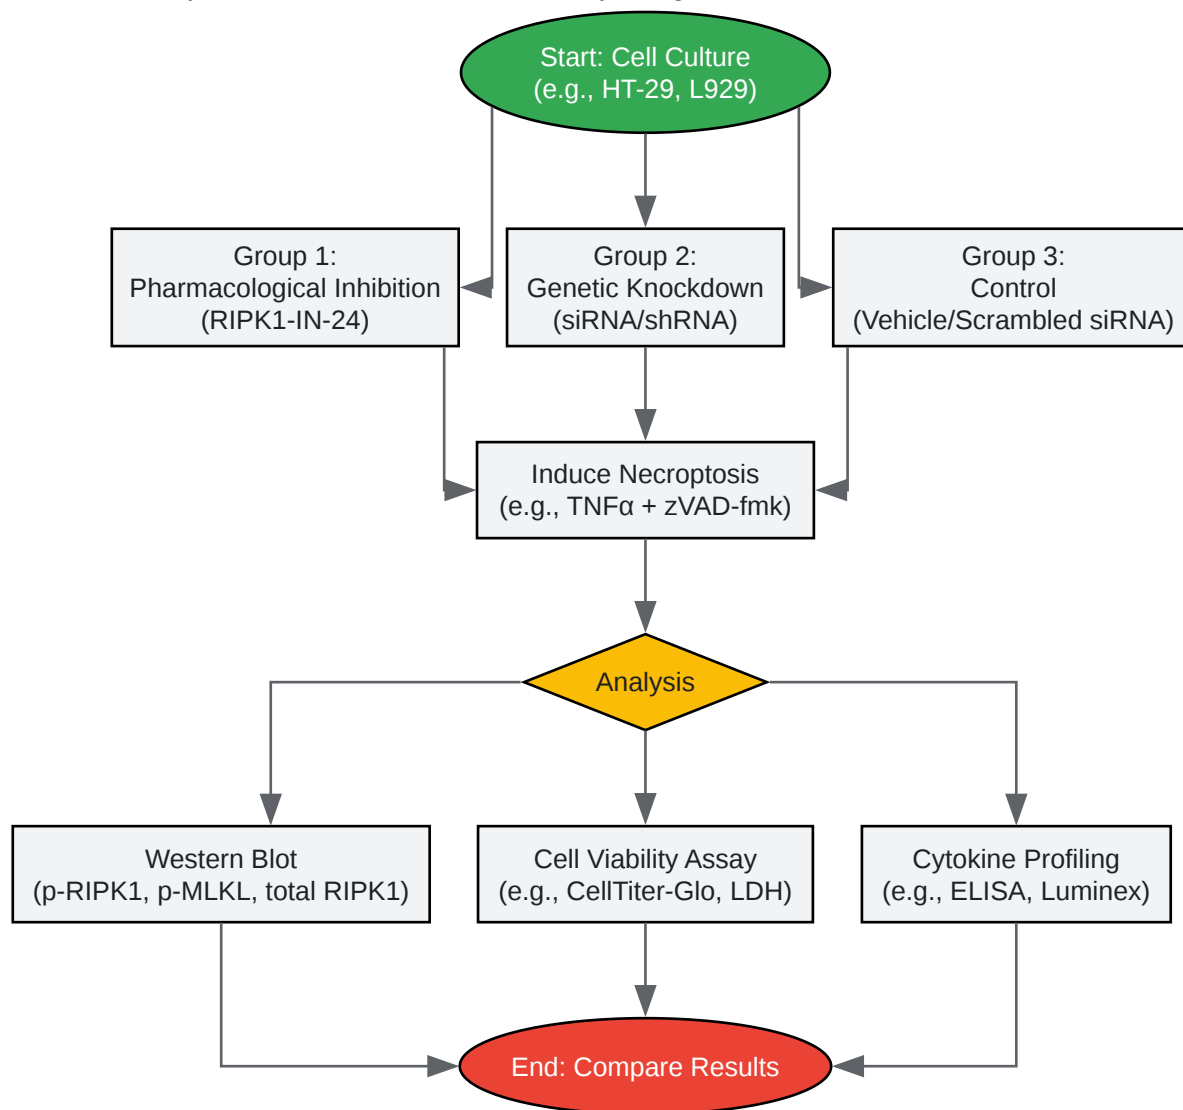 Start: Cell Culture
(e.g., HT-29, L929)
Group 1:
Pharmacological Inhibition
(RIPK1-IN-24)
Group 2:
Genetic Knockdown
(siRNA/shRNA)
Group 3:
Control
(Vehicle/Scrambled siRNA)
Induce Necroptosis
(e.g., TNFα + zVAD-fmk)
Analysis
Western Blot
(p-RIPK1, p-MLKL, total RIPK1)
Cell Viability Assay
(e.g., CellTiter-Glo, LDH)
Cytokine Profiling
(e.g., ELISA, Luminex)
End: Compare Results